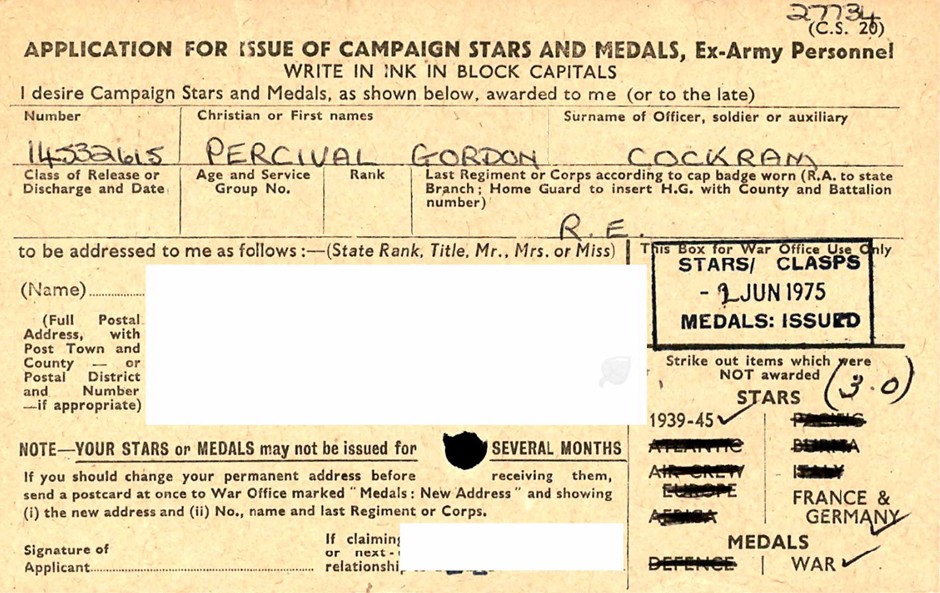 27734
(C.S. 20)
APPLICATION FOR ISSUE OF CAMPAIGN STARS AND MEDALS, Ex-Army Personnel
WRITE IN INK IN BLOCK CAPITALS
I desire Campaign Stars and Medals, as shown below, awarded to me (or to the late)
Number Christian or First names Surname of Officer, soldier or auxiliary
14532615 PERCIVAL GORDON COCKRAM
Class of Release or Discharge and Date
Age and Service Group No.
Rank
Last Regiment or Corps according to cap badge worn (R.A. to state
Branch; Home Guard to insert H.G. with County and Battalion
number)
R.E.
to be addressed to me as follows:—(State Rank, Title, Mr., Mrs. or Miss)
(Name)
(Full Postal
Address, with
Post Town and
County — or
Postal District
and Number
—if appropriate)
NOTE—YOUR STARS or MEDALS may not be issued for SEVERAL MONTHS
If you should change your permanent address before receiving them,
send a postcard at once to War Office marked "Medals: New Address" and showing
(i) the new address and (ii) No., name and last Regiment or Corps.
Signature of
Applicant
If claiming
or next-
relationship
This Box for War Office Use Only
STARS/ CLASPS
- 2 JUN 1975
MEDALS: ISSUED
Strike out items which were
NOT awarded
(3.0)
STARS
1939-45 PACIFIC
ATLANTIC BURMA
AIR CREW ITALY
EUROPE
AFRICA
FRANCE &
GERMANY
MEDALS
DEFENCE WAR